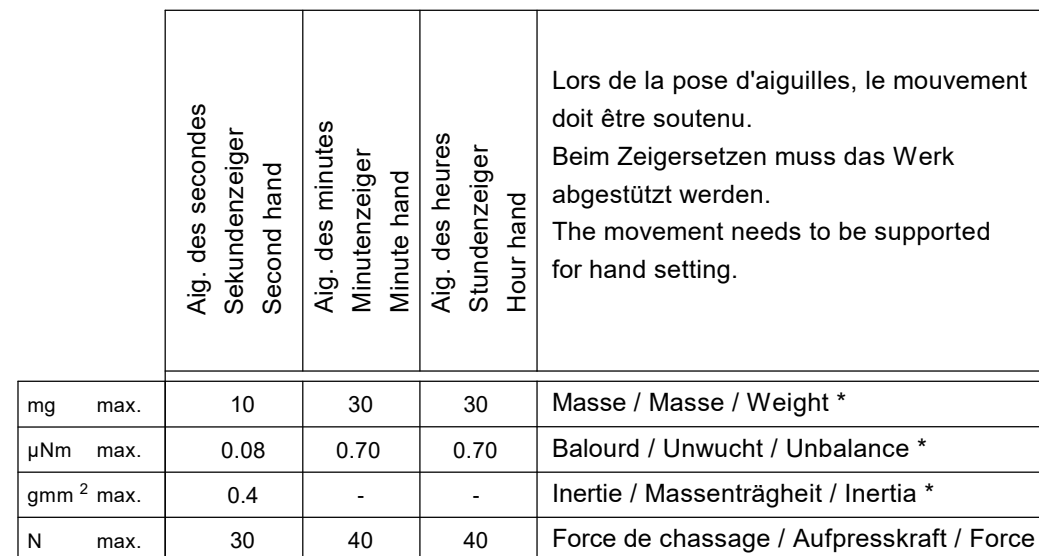 Aig. des secondes
Sekundenzeiger
Second hand
Aig. des minutes
Minutenzeiger
Minute hand
Aig. des heures
Stundenzeiger
Hour hand
Lors de la pose d'aiguilles, le mouvement
doit être soutenu.
Beim Zeigersetzen muss das Werk
abgestützt werden.
The movement needs to be supported
for hand setting.
mg max. 10 30 30 Masse / Masse / Weight *
µNm max. 0.08 0.70 0.70 Balourd / Unwucht / Unbalance *
gmm 2 max. 0.4 - - Inertie / Massenträgheit / Inertia *
N max. 30 40 40 Force de chassage / Aufpresskraft / Force